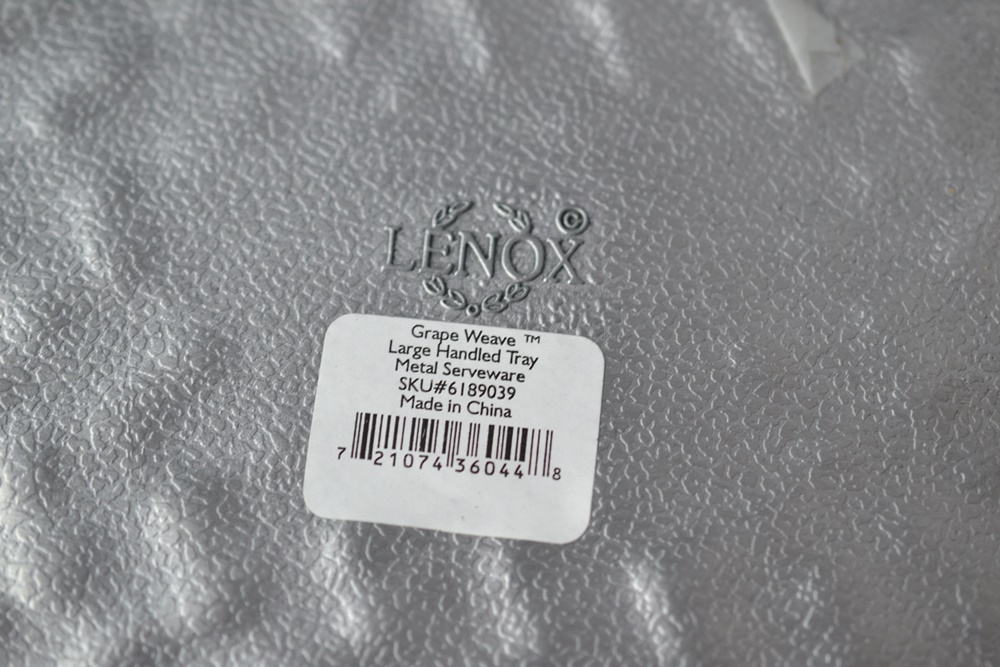 LENOX ©
Grape Weave ™
Large Handled Tray
Metal Serveware
SKU#6189039
Made in China
7 21074 36044 8